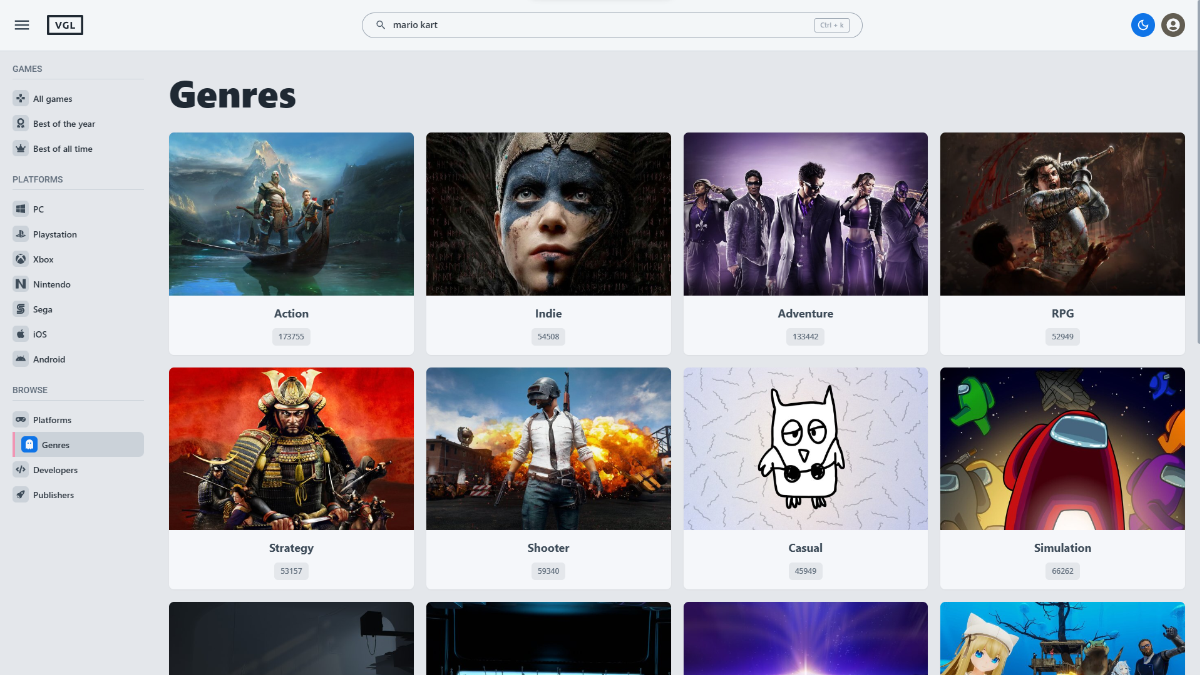 VGL
mario kart
Ctrl + k
GAMES
All games
Best of the year
Best of all time
PLATFORMS
PC
Playstation
Xbox
Nintendo
Sega
iOS
Android
BROWSE
Platforms
Genres
Developers
Publishers
Genres
Action
173755
Indie
54508
Adventure
133442
RPG
52949
Strategy
53157
Shooter
59340
Casual
45949
Simulation
66262